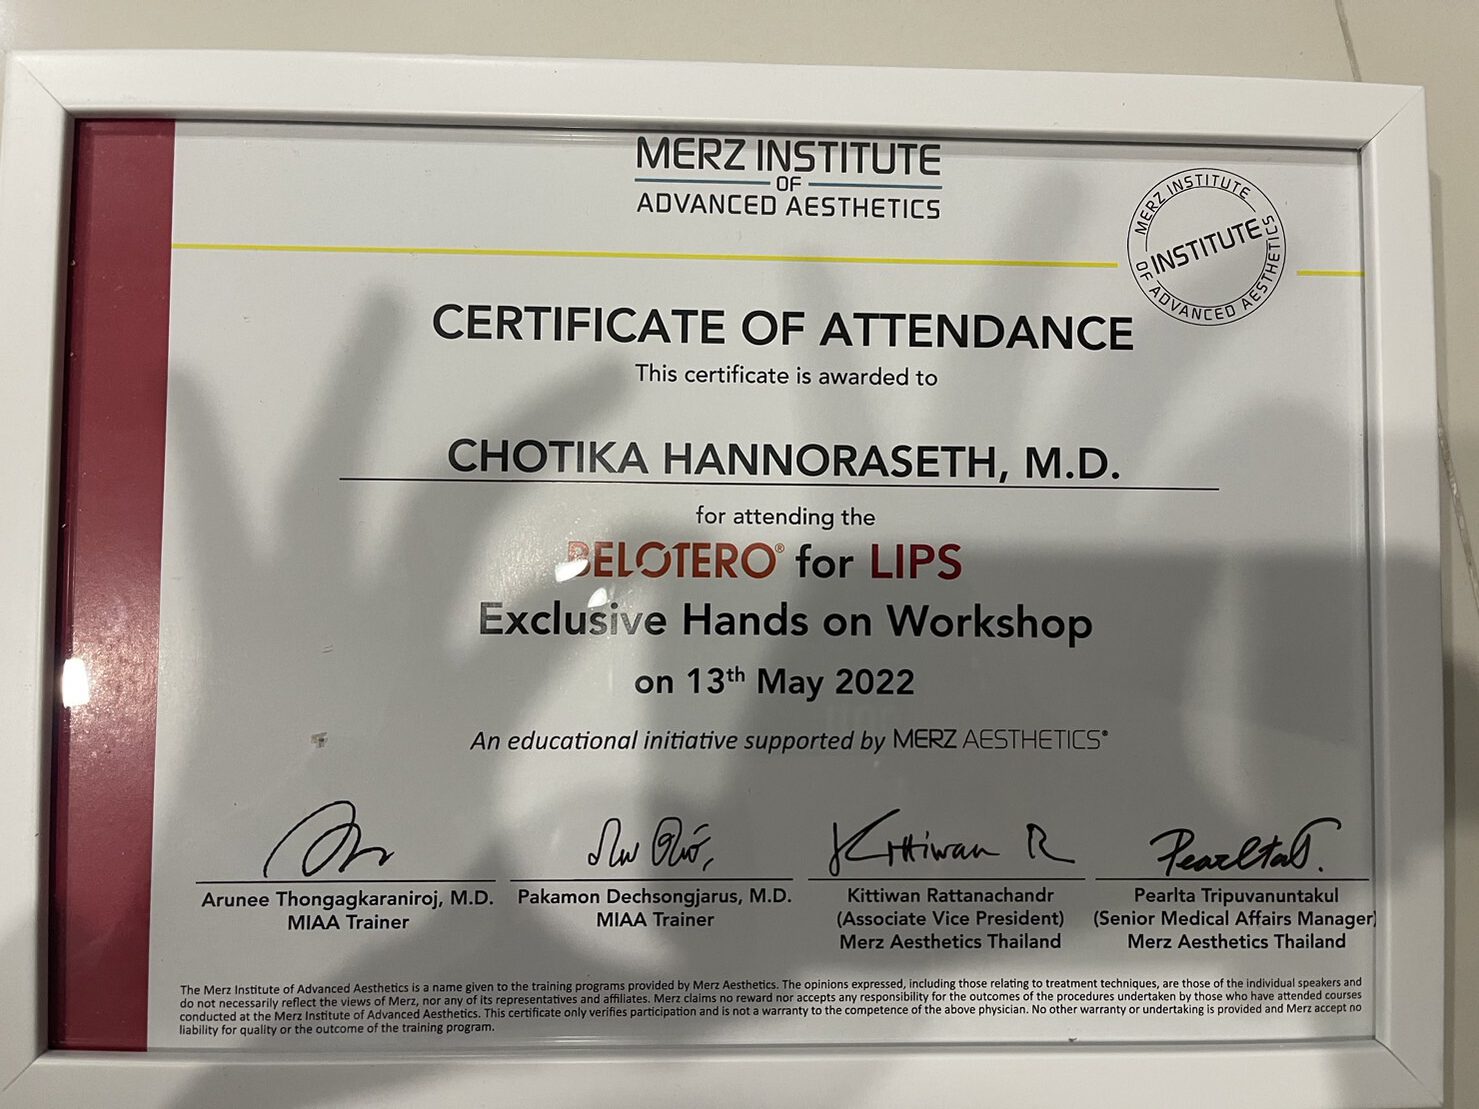 MERZ INSTITUTE
OF
ADVANCED AESTHETICS
MERZ INSTITUTE
INSTITUTE
OF ADVANCED AESTHETICS
CERTIFICATE OF ATTENDANCE
This certificate is awarded to
CHOTIKA HANNORASETH, M.D.
for attending the
BELOTERO® for LIPS
Exclusive Hands on Workshop
on 13th May 2022
An educational initiative supported by MERZ AESTHETICS®
Kittiwan R
PearltaT.
Arunee Thongagkaraniroj, M.D.
MIAA Trainer
Pakamon Dechsongjarus, M.D.
MIAA Trainer
Kittiwan Rattanachandr
(Associate Vice President)
Merz Aesthetics Thailand
Pearlta Tripuvanuntakul
(Senior Medical Affairs Manager)
Merz Aesthetics Thailand
The Merz Institute of Advanced Aesthetics is a name given to the training programs provided by Merz Aesthetics. The opinions expressed, including those relating to treatment techniques, are those of the individual speakers and
do not necessarily reflect the views of Merz, nor any of its representatives and affiliates. Merz claims no reward nor accepts any responsibility for the outcomes of the procedures undertaken by those who have attended courses
conducted at the Merz Institute of Advanced Aesthetics. This certificate only verifies participation and is not a warranty to the competence of the above physician. No other warranty or undertaking is provided and Merz accept no
liability for quality or the outcome of the training program.